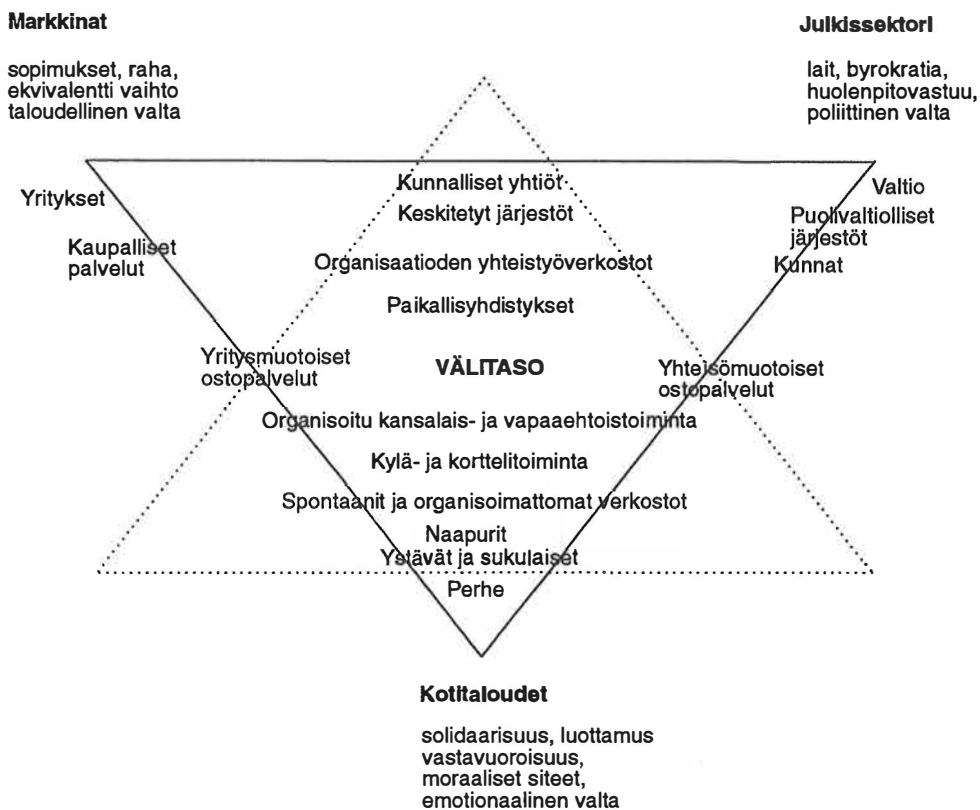 Markkinat
sopimukset, raha,
ekvivalentti vaihto
taloudellinen valta
Julkissektori
lait, byrokratia,
huolenpitovastuu,
poliittinen valta
Yritykset
Kaupalliset
palvelut
Kunnalliset yhtiöt
Keskitetyt järjestöt
Organisaatioden yhteistyöverkostot
Paikallisyhdistykset
Valtio
Puolivaltiolliset
järjestöt
Kunnat
Yritysmuotoiset
ostopalvelut
VÄLITASO
Yhteisömuotoiset
ostopalvelut
Organisoitu kansalais- ja vapaaehtoistoiminta
Kylä- ja korttelitoiminta
Spontaanit ja organisoimattomat verkostot
Naapurit
Ystävät ja sukulaiset
Perhe
Kotitaloudet
solidaarisuus, luottamus
vastavuoroisuus,
moraaliset siteet,
emotionaalinen valta